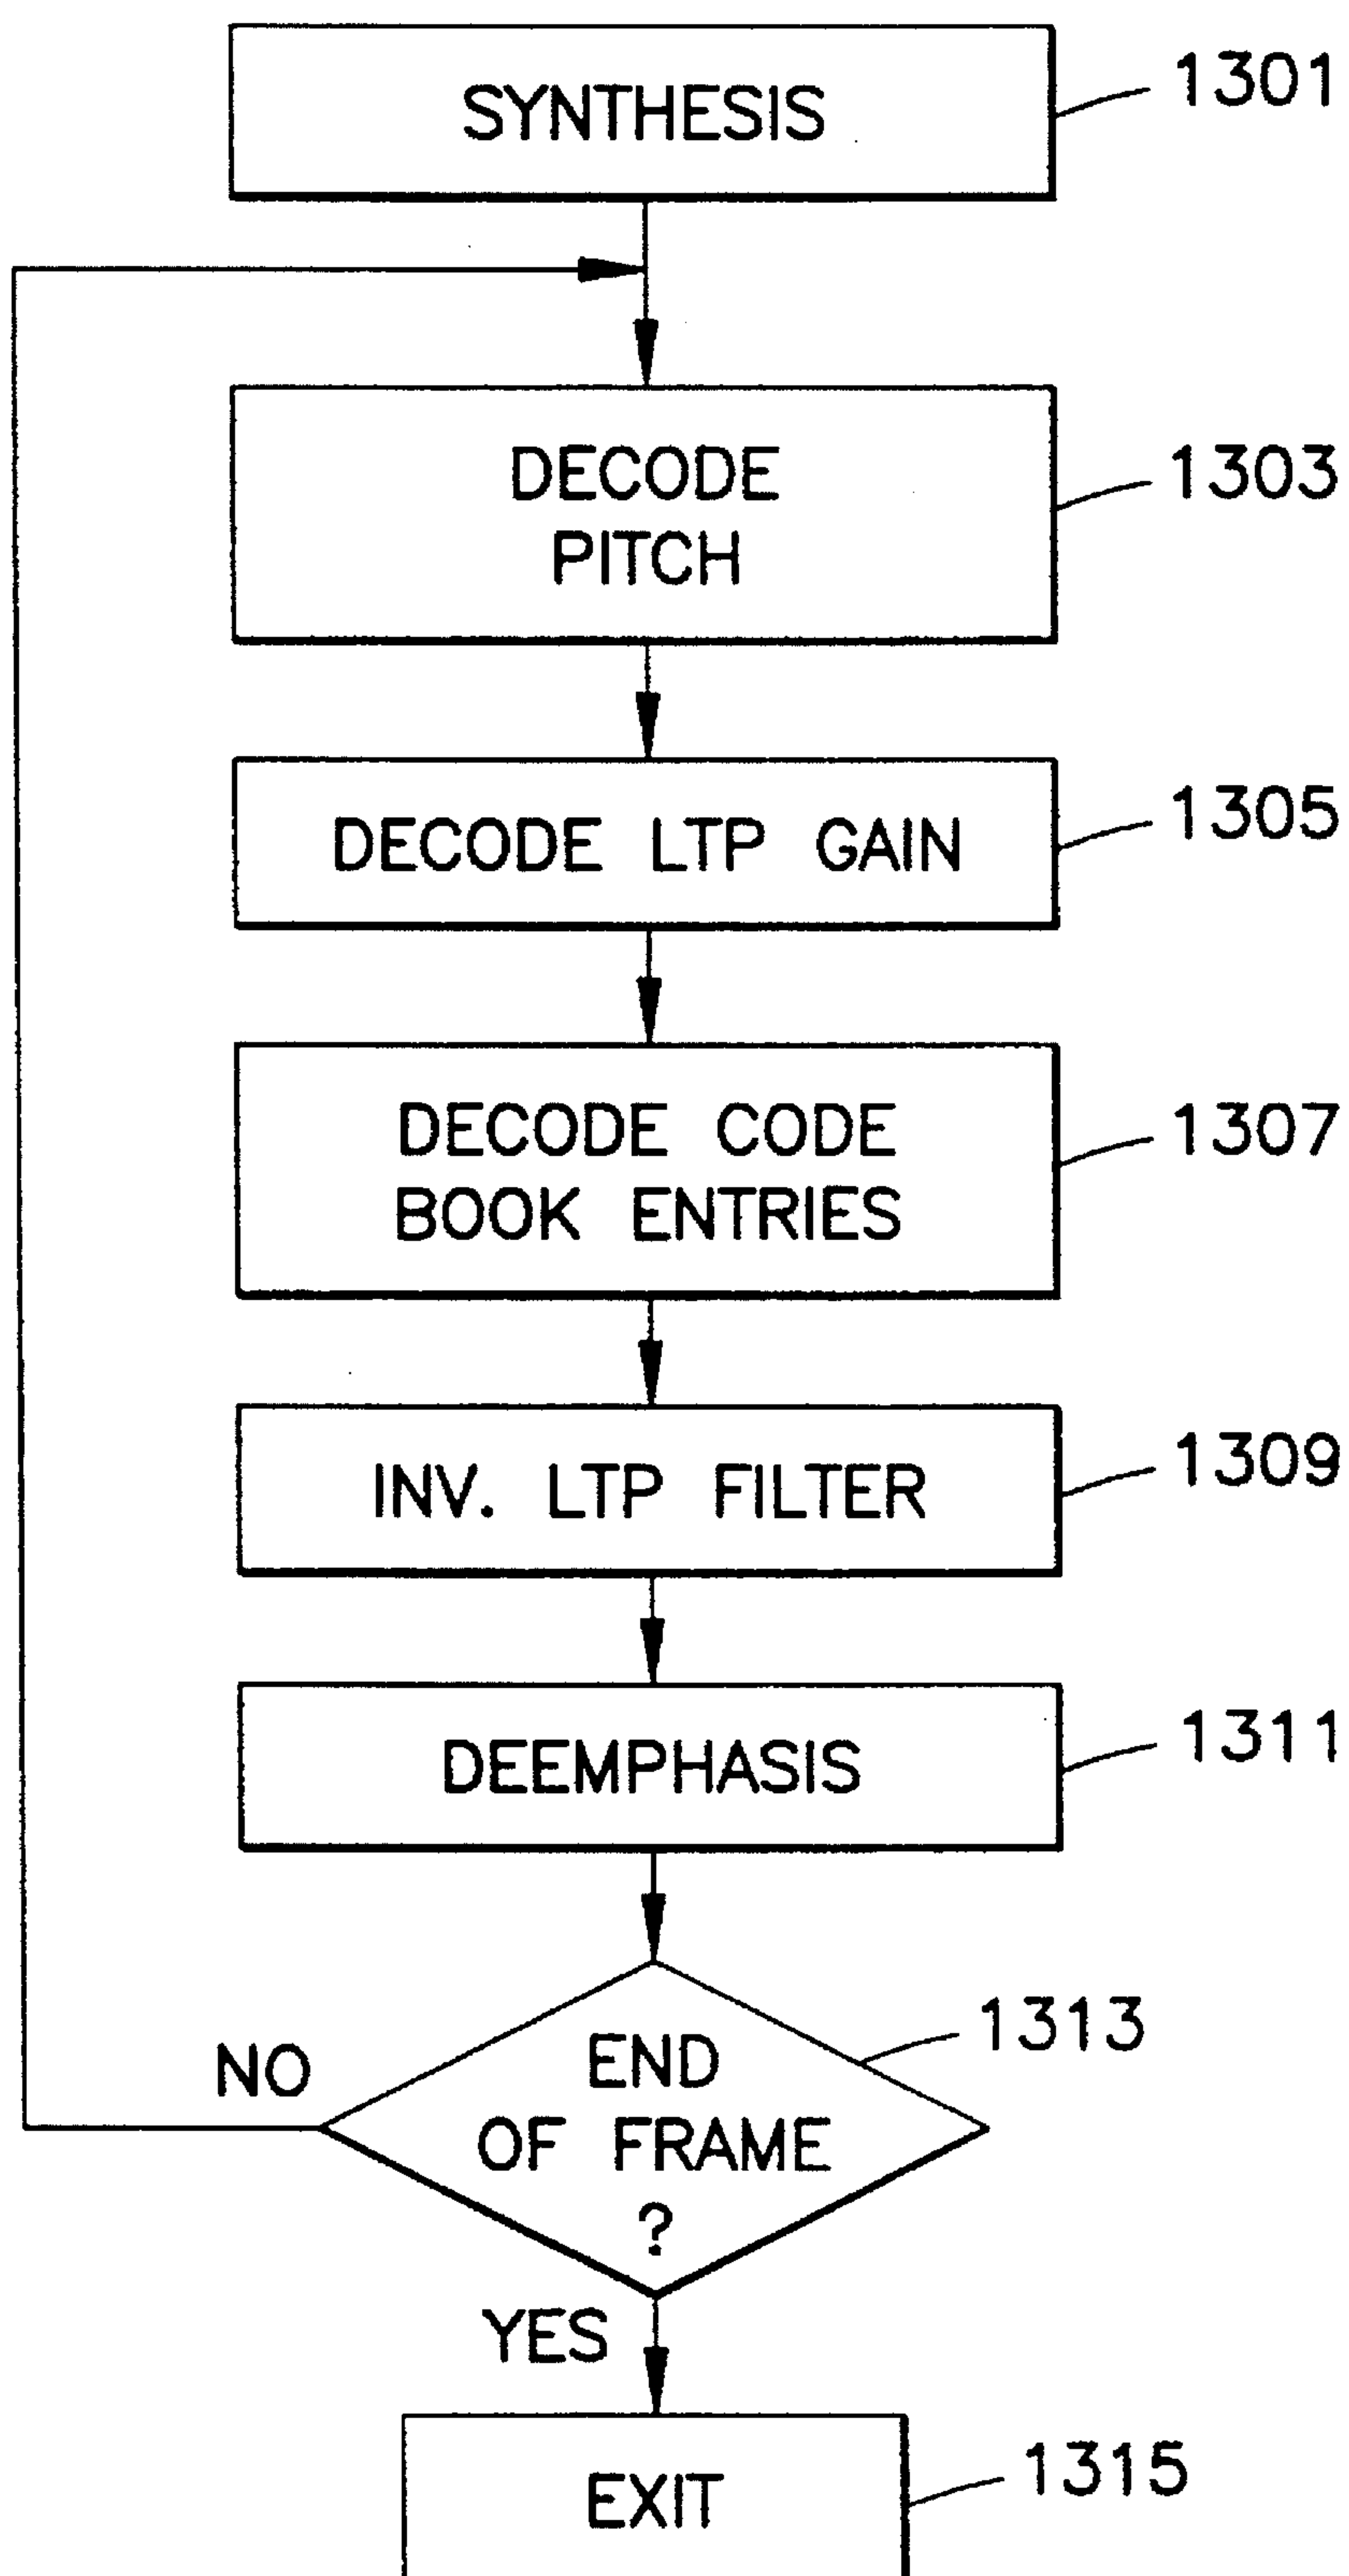 SYNTHESIS
1301
DECODE
PITCH
1303
DECODE LTP GAIN
1305
DECODE CODE
BOOK ENTRIES
1307
INV. LTP FILTER
1309
DEEMPHASIS
1311
END
OF FRAME
?
1313
NO
YES
EXIT
1315